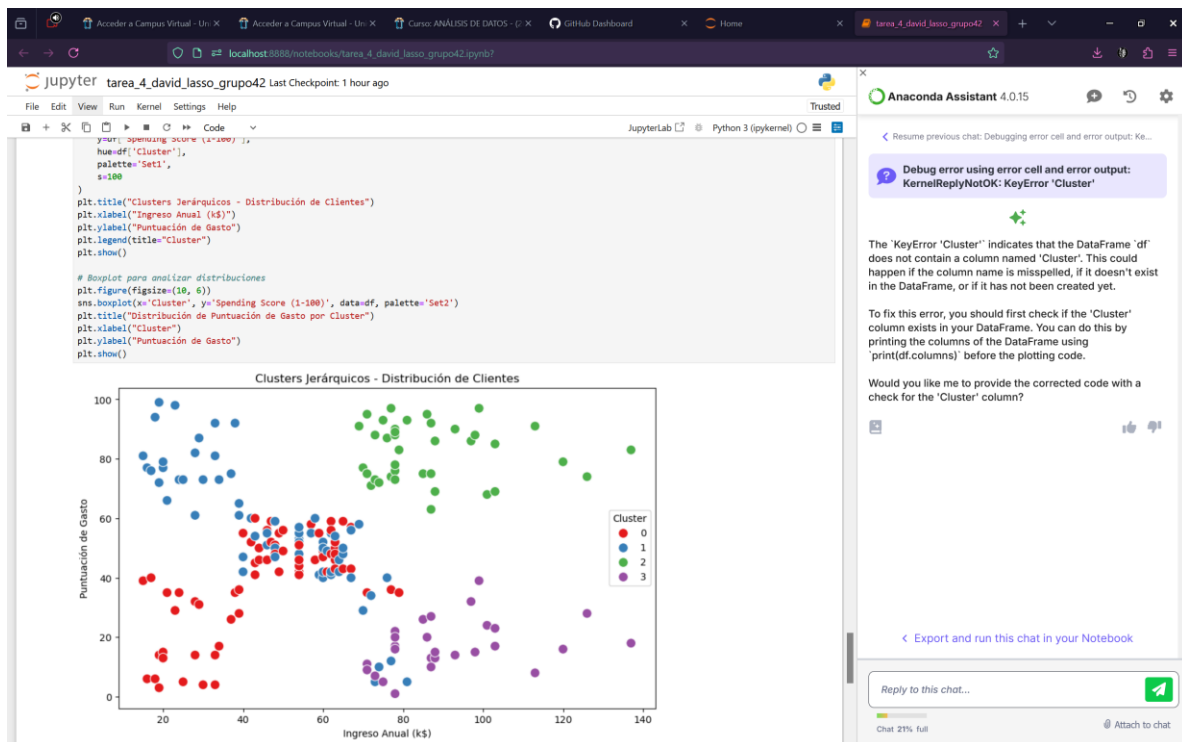 Acceder a Campus Virtual - Uni
Acceder a Campus Virtual - Uni
Curso: ANÁLISIS DE DATOS - (2
GitHub Dashboard
Home
tarea_4_david_lasso_grupo42
localhost:8888/notebooks/tarea_4_david_lasso_grupo42.ipynb?
jupyter tarea_4_david_lasso_grupo42 Last Checkpoint: 1 hour ago
File Edit View Run Kernel Settings Help
Trusted
Code
JupyterLab
Python 3 (ipykernel)
y=df['Spending Score (1-100)'],
hue=df['Cluster'],
palette='Set1',
s=100
)
plt.title("Clusters Jerárquicos - Distribución de Clientes")
plt.xlabel("Ingreso Anual (k$)")
plt.ylabel("Puntuación de Gasto")
plt.legend(title="Cluster")
plt.show()
# Boxplot para analizar distribuciones
plt.figure(figsize=(10, 6))
sns.boxplot(x='Cluster', y='Spending Score (1-100)', data=df, palette='Set2')
plt.title("Distribución de Puntuación de Gasto por Cluster")
plt.xlabel("Cluster")
plt.ylabel("Puntuación de Gasto")
plt.show()
Clusters Jerárquicos - Distribución de Clientes
100
80
60
40
20
0
Puntuación de Gasto
Cluster
0
1
2
3
20 40 60 80 100 120 140
Ingreso Anual (k$)
Anaconda Assistant 4.0.15
Resume previous chat: Debugging error cell and error output: Ke...
Debug error using error cell and error output:
KernelReplyNotOK: KeyError 'Cluster'
The `KeyError 'Cluster'` indicates that the DataFrame `df`
does not contain a column named 'Cluster'. This could
happen if the column name is misspelled, if it doesn't exist
in the DataFrame, or if it has not been created yet.
To fix this error, you should first check if the 'Cluster'
column exists in your DataFrame. You can do this by
printing the columns of the DataFrame using
`print(df.columns)` before the plotting code.
Would you like me to provide the corrected code with a
check for the 'Cluster' column?
Export and run this chat in your Notebook
Reply to this chat...
Chat 21% full
Attach to chat